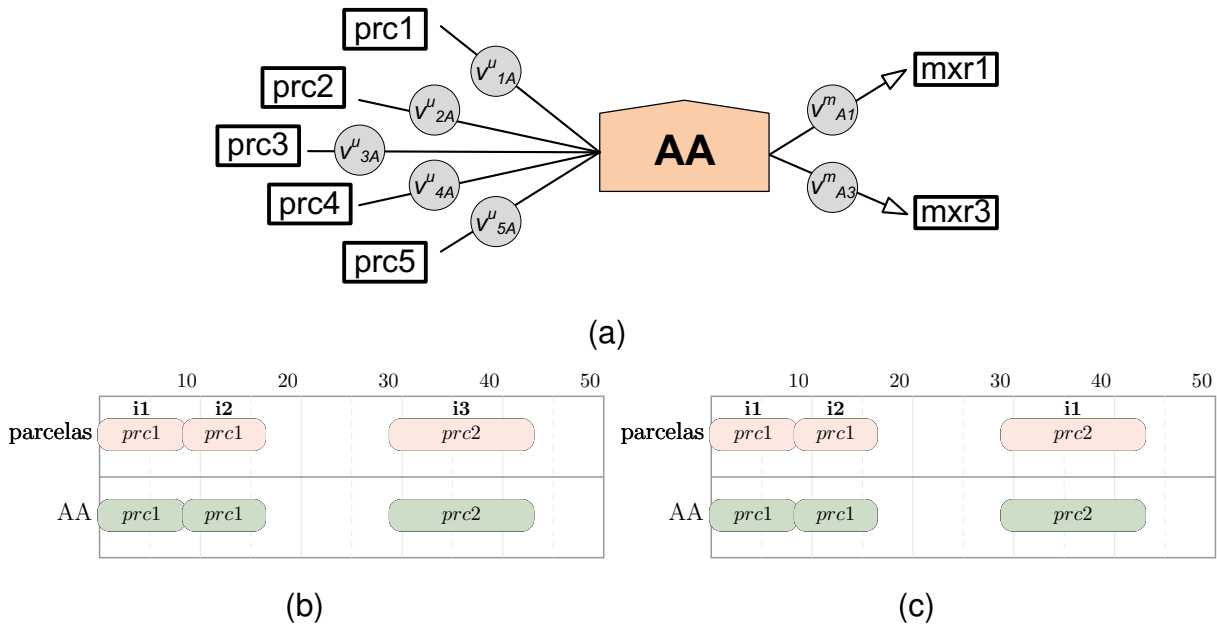 prc1
v^u_1A
mxr1
prc2
v^u_2A
v^m_A1
prc3
v^u_3A
AA
prc4
v^u_4A
v^m_A3
mxr3
v^u_5A
prc5
(a)
10 20 30 40 50
i1 i2 i3
parcelas prc1 prc1 prc2
AA prc1 prc1 prc2
(b)
10 20 30 40 50
i1 i2 i1
parcelas prc1 prc1 prc2
AA prc1 prc1 prc2
(c)